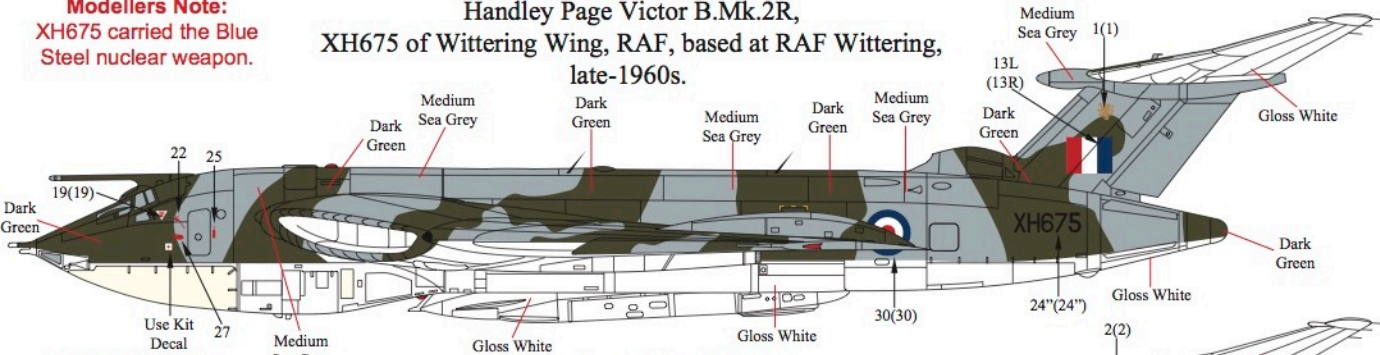 Modellers Note:
XH675 carried the Blue
Steel nuclear weapon.
Handley Page Victor B.Mk.2R,
XH675 of Wittering Wing, RAF, based at RAF Wittering,
late-1960s.
Medium
Sea Grey
1(1)
13L
(13R)
Gloss White
Dark
Green
Medium
Sea Grey
Dark
Green
Medium
Sea Grey
Dark
Green
Medium
Sea Grey
Dark
Green
22
25
19(19)
Dark
Green
XH675
Dark
Green
Use Kit
Decal
27
Medium
Gloss White
Gloss White
30(30)
24”(24”)
Gloss White
2(2)